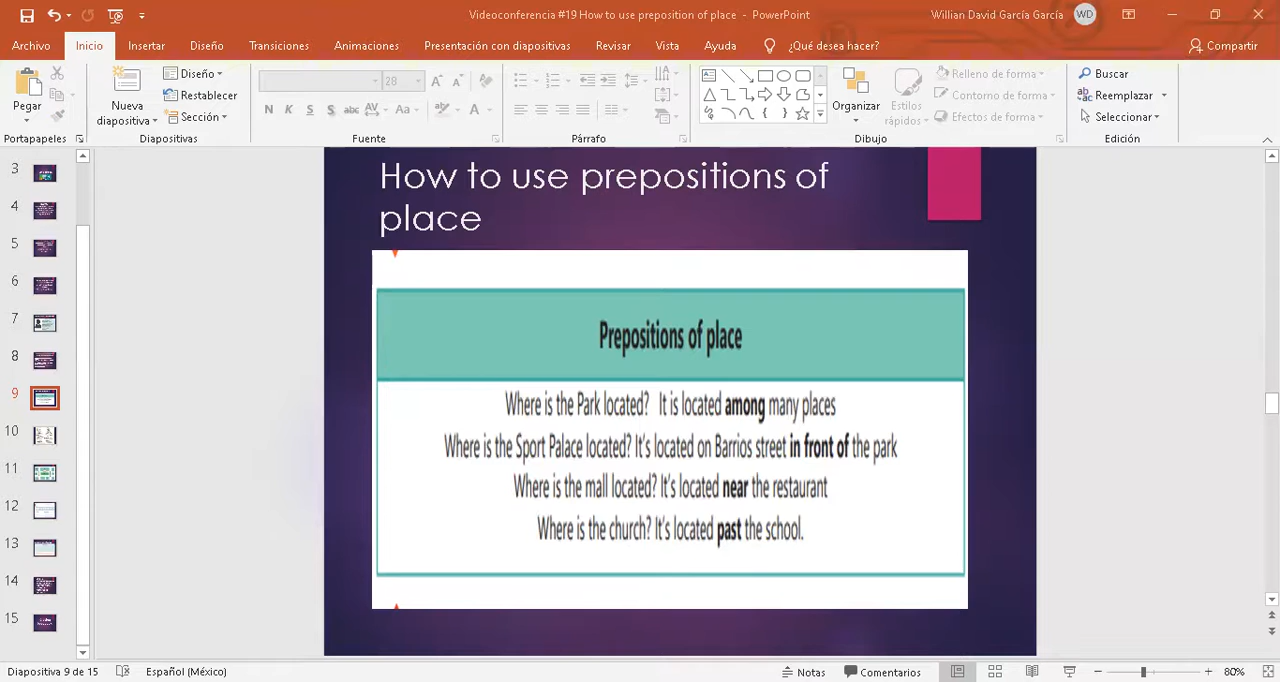 Videoconferencia #19 How to use preposition of place - PowerPoint
Willian David García García WD
Archivo Inicio Insertar Diseño Transiciones Animaciones Presentación con diapositivas Revisar Vista Ayuda ¿Qué desea hacer? Compartir
Pegar
Nueva diapositiva
Diseño
Restablecer
Sección
28
N K S S abc AV Aa A
Organizar
Estilos rápidos
Relleno de forma
Contorno de forma
Efectos de forma
Buscar
Reemplazar
Seleccionar
Portapapeles Diapositivas Fuente Párrafo Dibujo Edición
3
4
5
6
7
8
9
10
11
12
13
14
15
How to use prepositions of
place
Prepositions of place
Where is the Park located? It is located among many places
Where is the Sport Palace located? It's located on Barrios street in front of the park
Where is the mall located? It's located near the restaurant
Where is the church? It's located past the school.
Diapositiva 9 de 15 Español (México) Notas Comentarios 80%